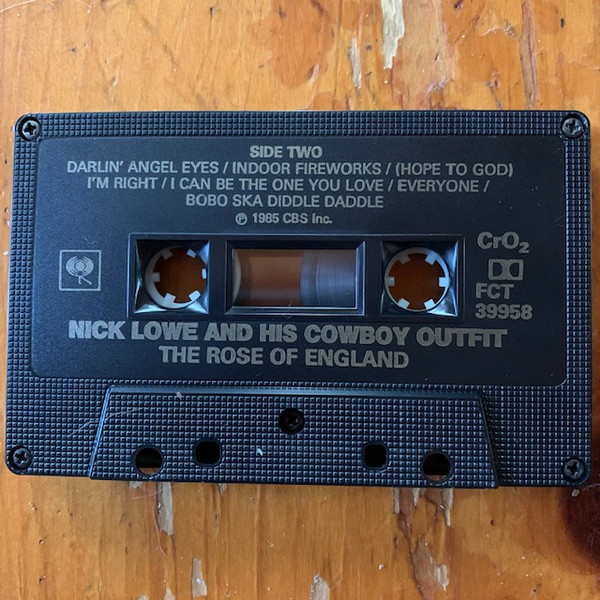 SIDE TWO
DARLIN' ANGEL EYES / INDOOR FIREWORKS / (HOPE TO GOD)
I'M RIGHT / I CAN BE THE ONE YOU LOVE / EVERYONE /
BOBO SKA DIDDLE DADDLE
℗ 1985 CBS Inc.
CrO₂
FCT
39958
NICK LOWE AND HIS COWBOY OUTFIT
THE ROSE OF ENGLAND